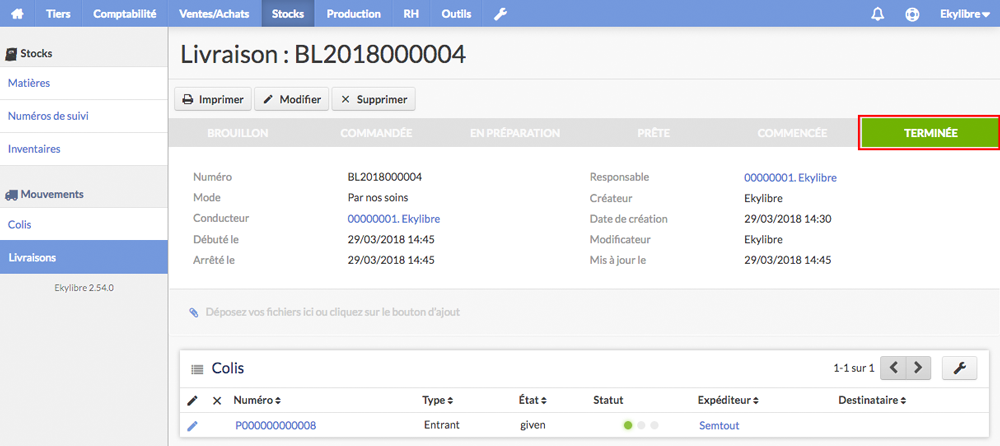 Tiers Comptabilité Ventes/Achats Stocks Production RH Outils Ekylibre
Stocks
Matières
Numéros de suivi
Inventaires
Mouvements
Colis
Livraisons
Ekylibre 2.54.0
Livraison : BL2018000004
Imprimer Modifier Supprimer
BROUILLON COMMANDÉE EN PRÉPARATION PRÊTE COMMENCÉE TERMINÉE
Numéro BL2018000004 Responsable 00000001. Ekylibre
Mode Par nos soins Créateur Ekylibre
Conducteur 00000001. Ekylibre Date de création 29/03/2018 14:30
Débuté le 29/03/2018 14:45 Modificateur Ekylibre
Arrêté le 29/03/2018 14:45 Mis à jour le 29/03/2018 14:45
Déposez vos fichiers ici ou cliquez sur le bouton d'ajout
Colis 1-1 sur 1
Numéro Type État Statut Expéditeur Destinataire
P000000000008 Entrant given Semtout